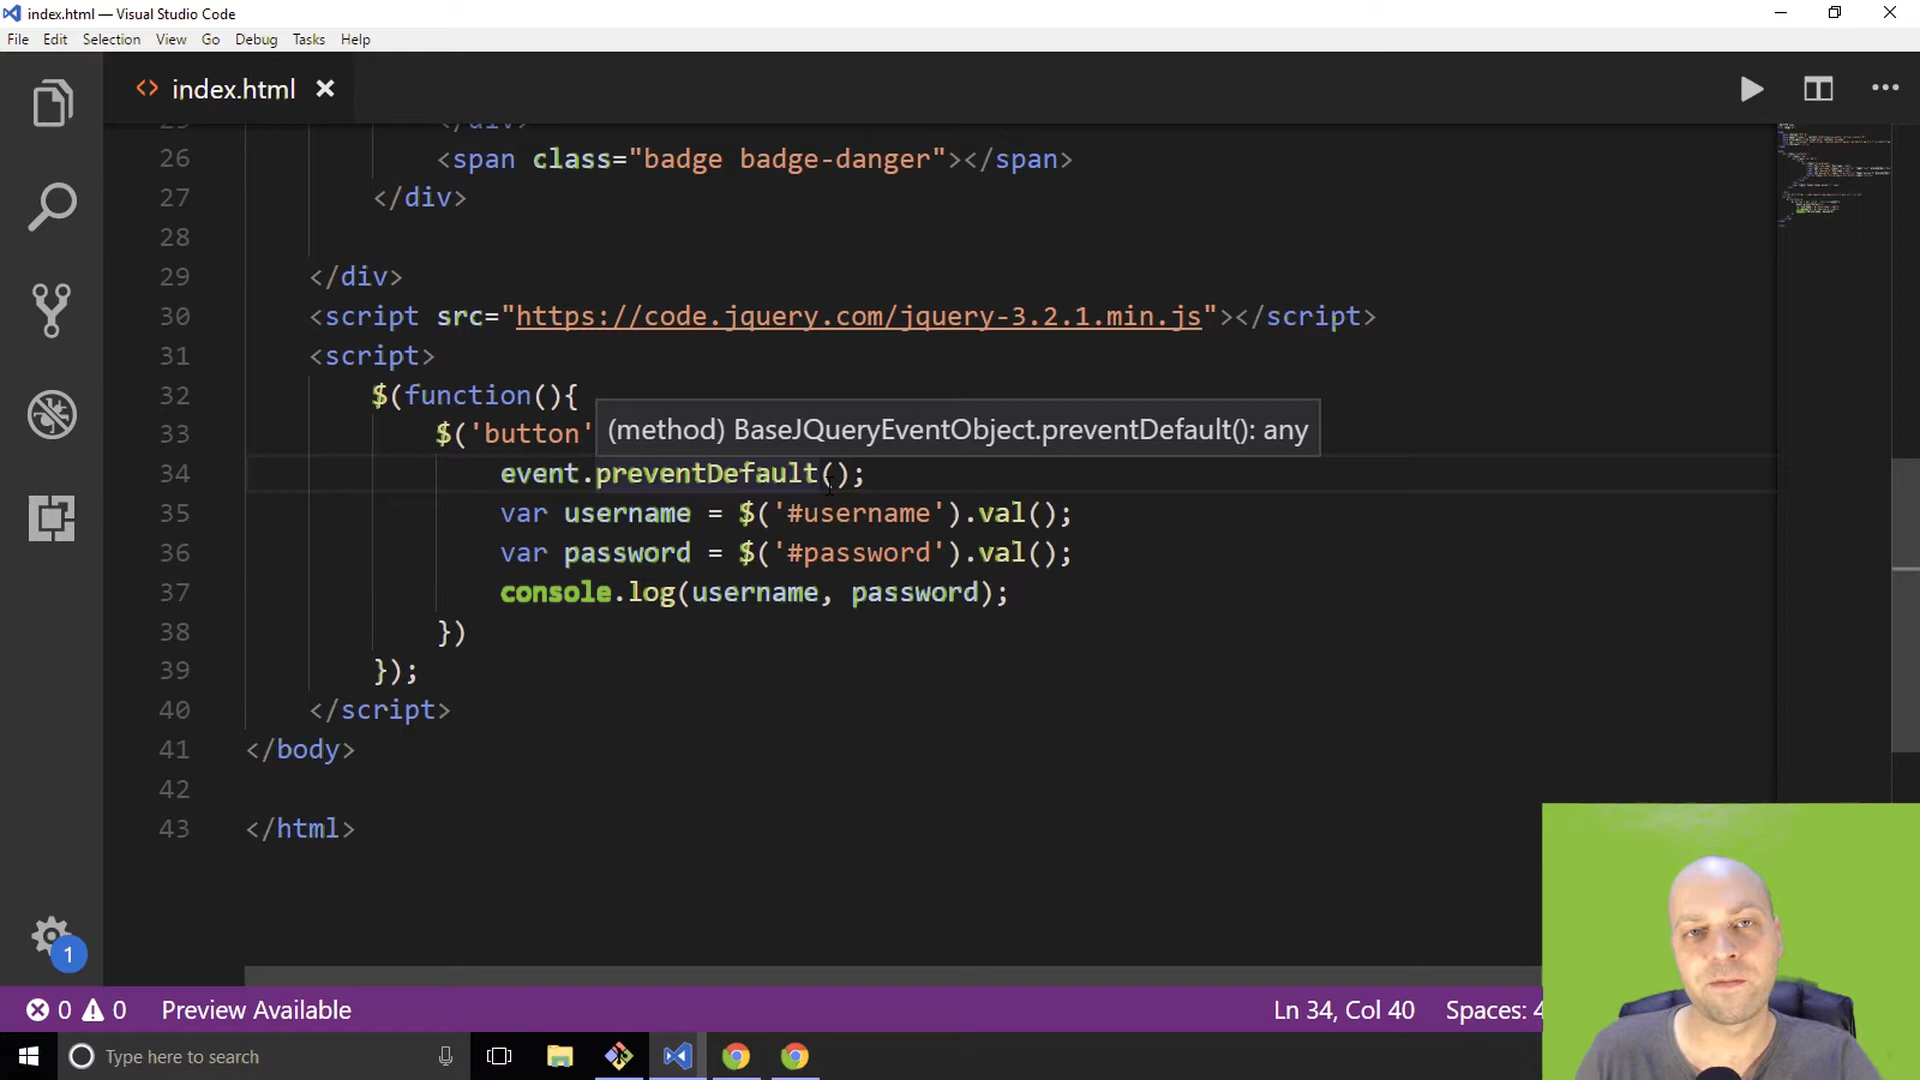 index.html — Visual Studio Code
File Edit Selection View Go Debug Tasks Help
index.html
25 </div>
26 <span class="badge badge-danger"></span>
27 </div>
28
29 </div>
30 <script src="https://code.jquery.com/jquery-3.2.1.min.js"></script>
31 <script>
32 $(function(){
33 $('button'
(method) BaseJQueryEventObject.preventDefault(): any
34 event.preventDefault();
35 var username = $('#username').val();
36 var password = $('#password').val();
37 console.log(username, password);
38 })
39 });
40 </script>
41 </body>
42
43 </html>
1
0 0 Preview Available Ln 34, Col 40 Spaces: 4
Type here to search